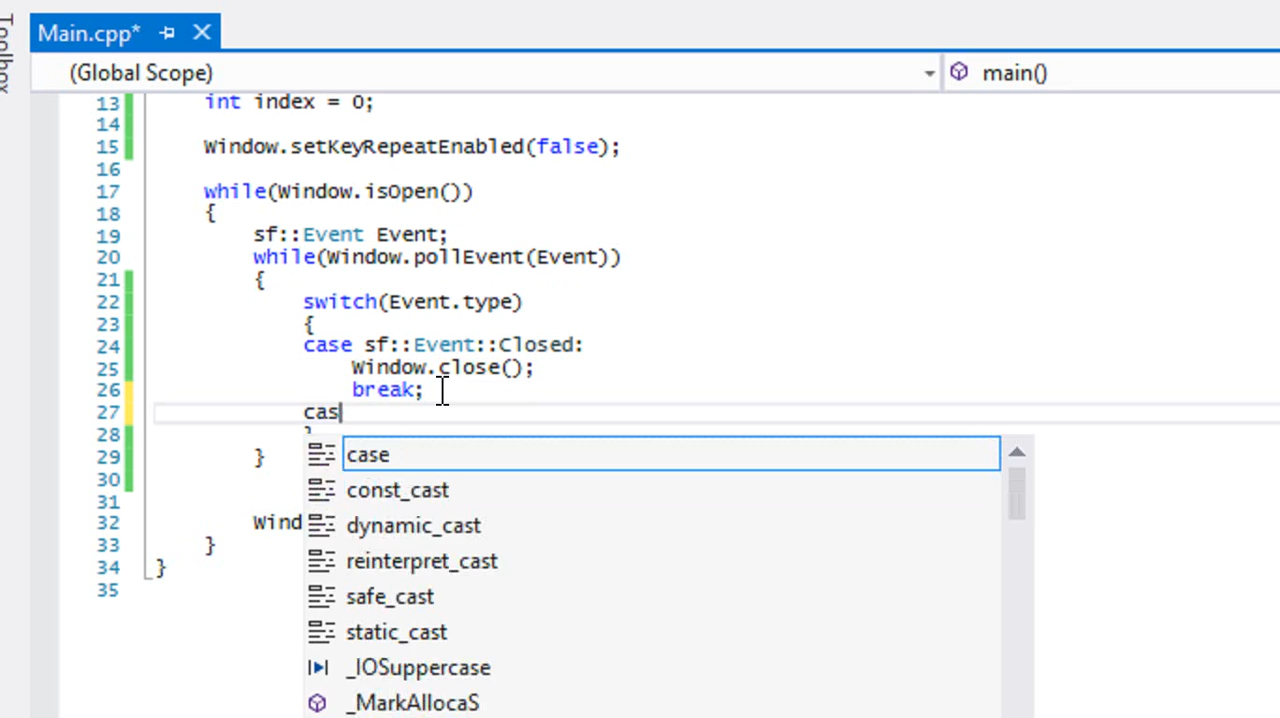 Toolbox
Main.cpp*
(Global Scope)
main()
13 int index = 0;
14
15 Window.setKeyRepeatEnabled(false);
16
17 while(Window.isOpen())
18 {
19 sf::Event Event;
20 while(Window.pollEvent(Event))
21 {
22 switch(Event.type)
23 {
24 case sf::Event::Closed:
25 Window.close();
26 break;
27 cas
28 }
29 }
30
31
32 Wind
33 }
34 }
35
case
const_cast
dynamic_cast
reinterpret_cast
safe_cast
static_cast
_IOSuppercase
_MarkAllocaS